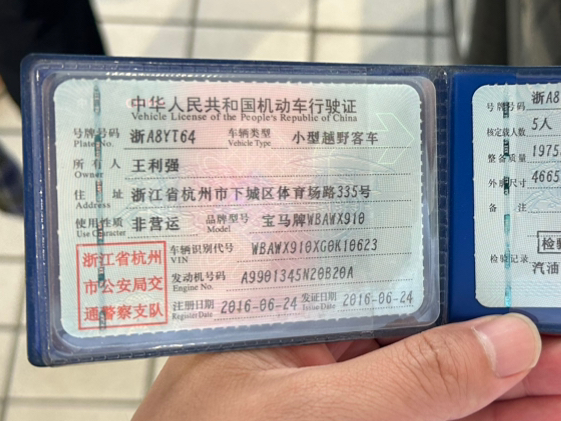 中华人民共和国机动车行驶证
Vehicle License of the People's Republic of China
号牌号码 浙A8YT64 车辆类型 小型越野客车
Plate No. Vehicle Type
所有人 王利强
Owner
住址 浙江省杭州市下城区体育场路335号
Address
使用性质 非营运 品牌型号 宝马牌WBAWX910
Use Character Model
浙江省杭州
市公安局交
通警察支队
车辆识别代号 WBAWX910XG0K10623
VIN
发动机号码 A9901345N20B20A
Engine No.
注册日期 2016-06-24 发证日期 2016-06-24
Register Date Issue Date
号牌号码 浙A8
核定载人数 5人
整备质量 1975
外廓尺寸 4665
备注
检验记录
检验
汽油